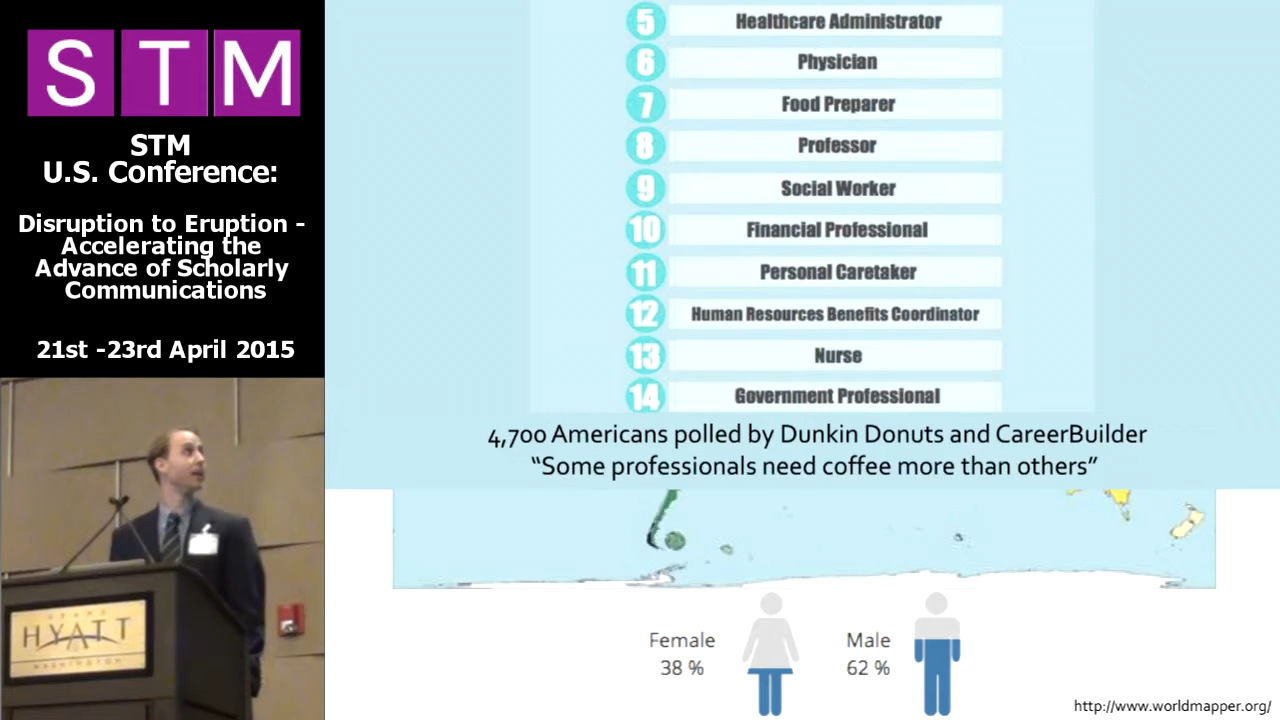 STM
STM
U.S. Conference:
Disruption to Eruption -
Accelerating the
Advance of Scholarly
Communications
21st -23rd April 2015
GRAND
HYATT
WASHINGTON
5 Healthcare Administrator
6 Physician
7 Food Preparer
8 Professor
9 Social Worker
10 Financial Professional
11 Personal Caretaker
12 Human Resources Benefits Coordinator
13 Nurse
14 Government Professional
4,700 Americans polled by Dunkin Donuts and CareerBuilder
“Some professionals need coffee more than others”
Female
38 %
Male
62 %
http://www.worldmapper.org/